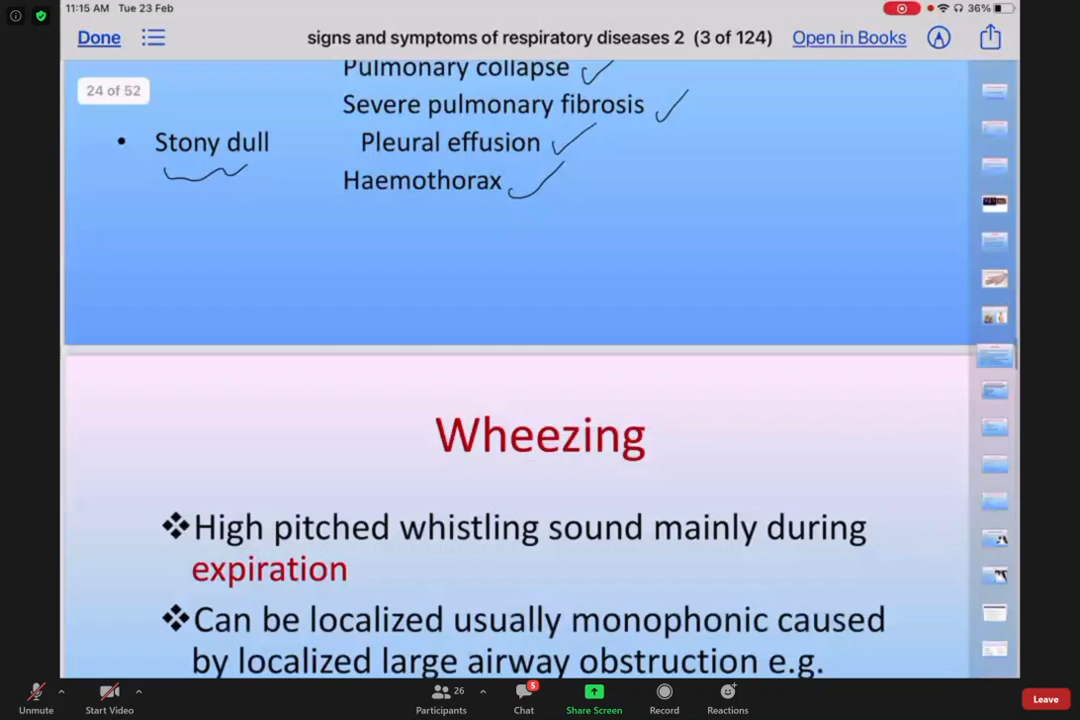 11:15 AM Tue 23 Feb
36%
Done
signs and symptoms of respiratory diseases 2 (3 of 124)
Open in Books
24 of 52
Pulmonary collapse
Severe pulmonary fibrosis
• Stony dull Pleural effusion
Haemothorax
Wheezing
❖High pitched whistling sound mainly during
expiration
❖Can be localized usually monophonic caused
by localized large airway obstruction e.g.
Unmute
Start Video
26
Participants
5
Chat
Share Screen
Record
Reactions
Leave